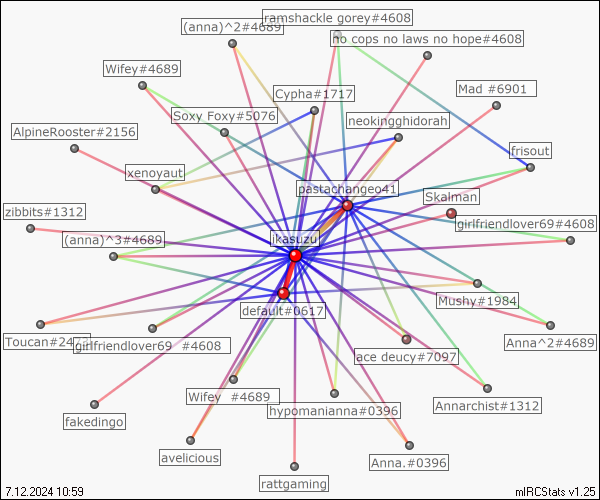 ramshackle gorey#4608
(anna)^2#4689
no cops no laws no hope#4608
Wifey#4689
Cypha#1717
Mad #6901
Soxy Foxy#5076
neokingghidorah
AlpineRooster#2156
frisout
xenoyaut
pastachangeo41
Skalman
zibbits#1312
girlfriendlover69#4608
(anna)^3#4689
ikasuzu
Mushy#1984
default#0617
Toucan#24
girlfriendlover69 #4608
Anna^2#4689
ace deucy#7097
Wifey #4689
hypomanianna#0396
Annarchist#1312
fakedingo
avelicious
Anna.#0396
rattgaming
7.12.2024 10:59
mIRCStats v1.25